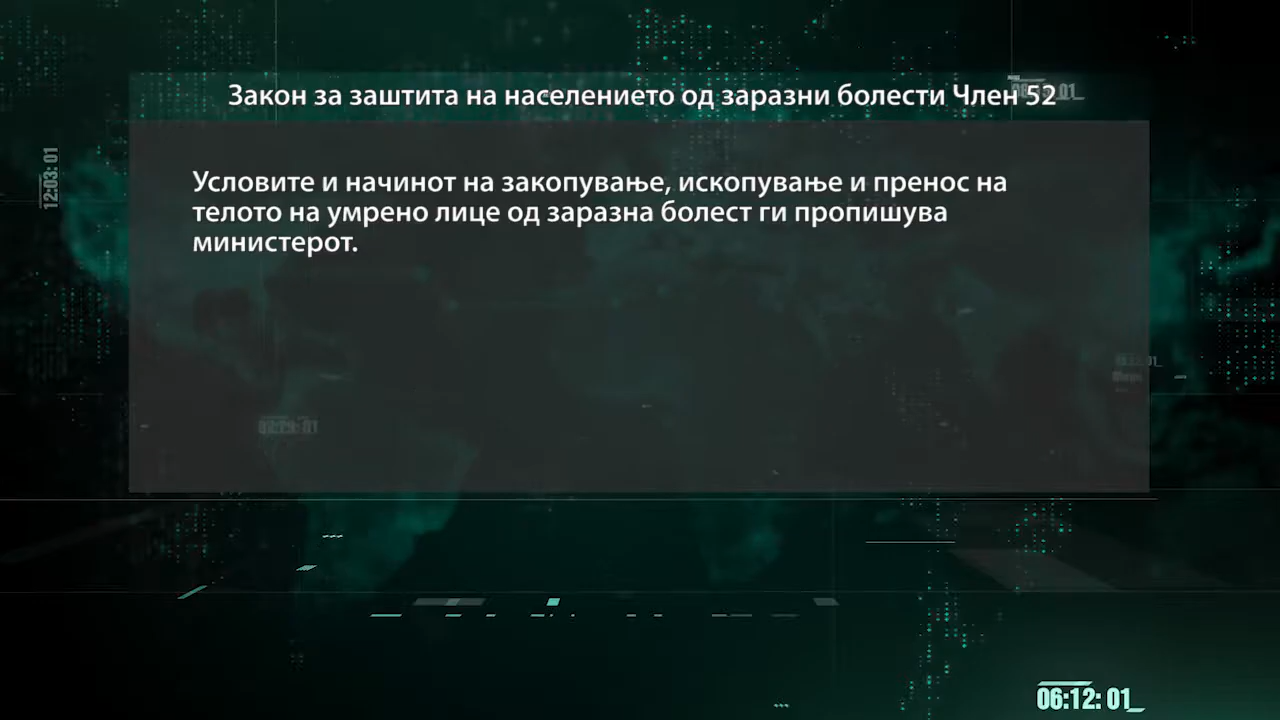 Закон за заштита на населението од заразни болести Член 52
12:03: 01
Условите и начинот на закопување, ископување и пренос на
телото на умрено лице од заразна болест ги пропишува
министерот.
06:12: 01_